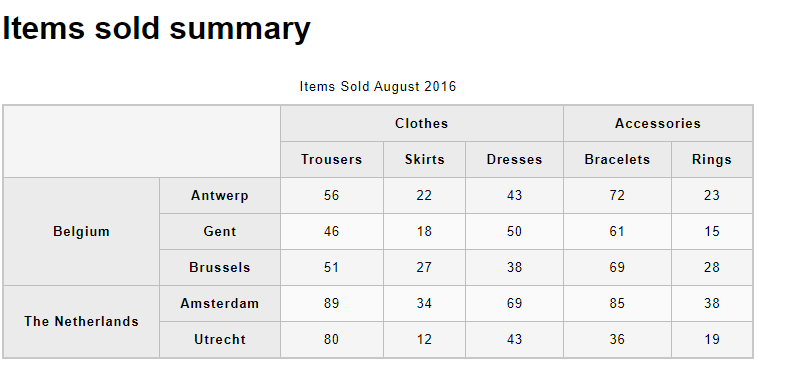 Items sold summary
Items Sold August 2016
Clothes Accessories
Trousers Skirts Dresses Bracelets Rings
Belgium Antwerp 56 22 43 72 23
Gent 46 18 50 61 15
Brussels 51 27 38 69 28
The Netherlands Amsterdam 89 34 69 85 38
Utrecht 80 12 43 36 19